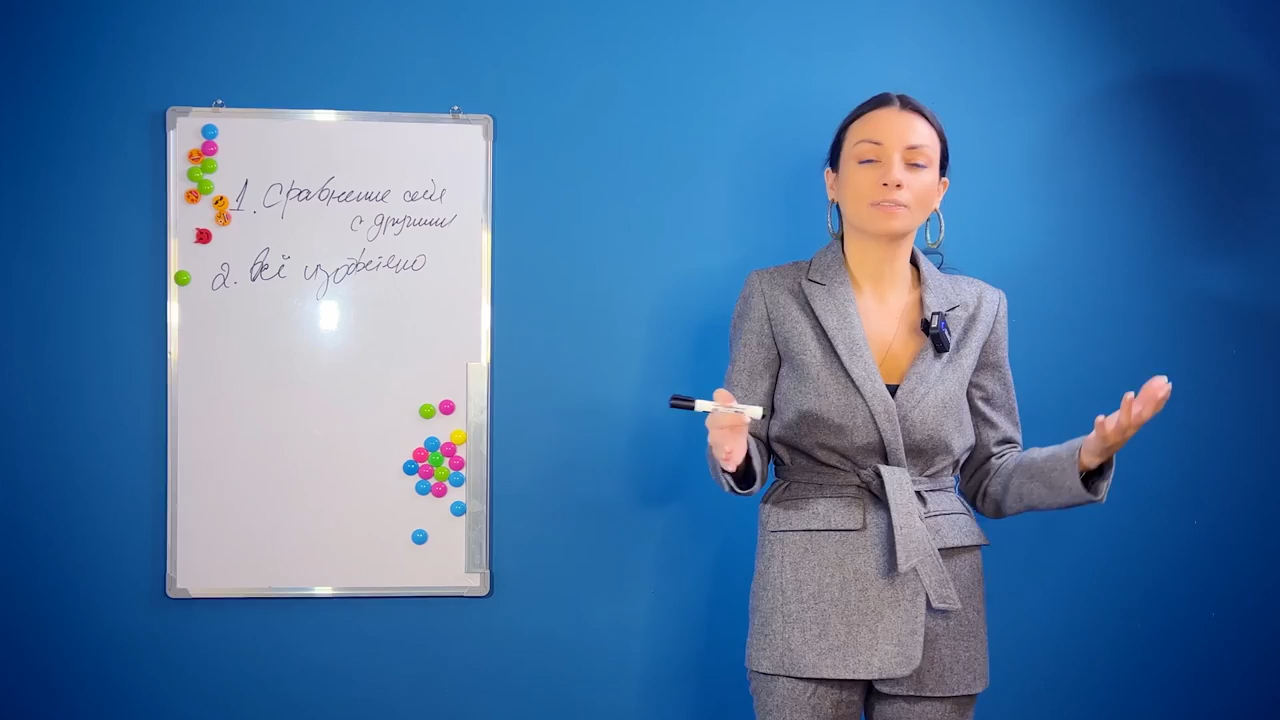 1. Сравнение себя
с другими
2. Всё изобретено